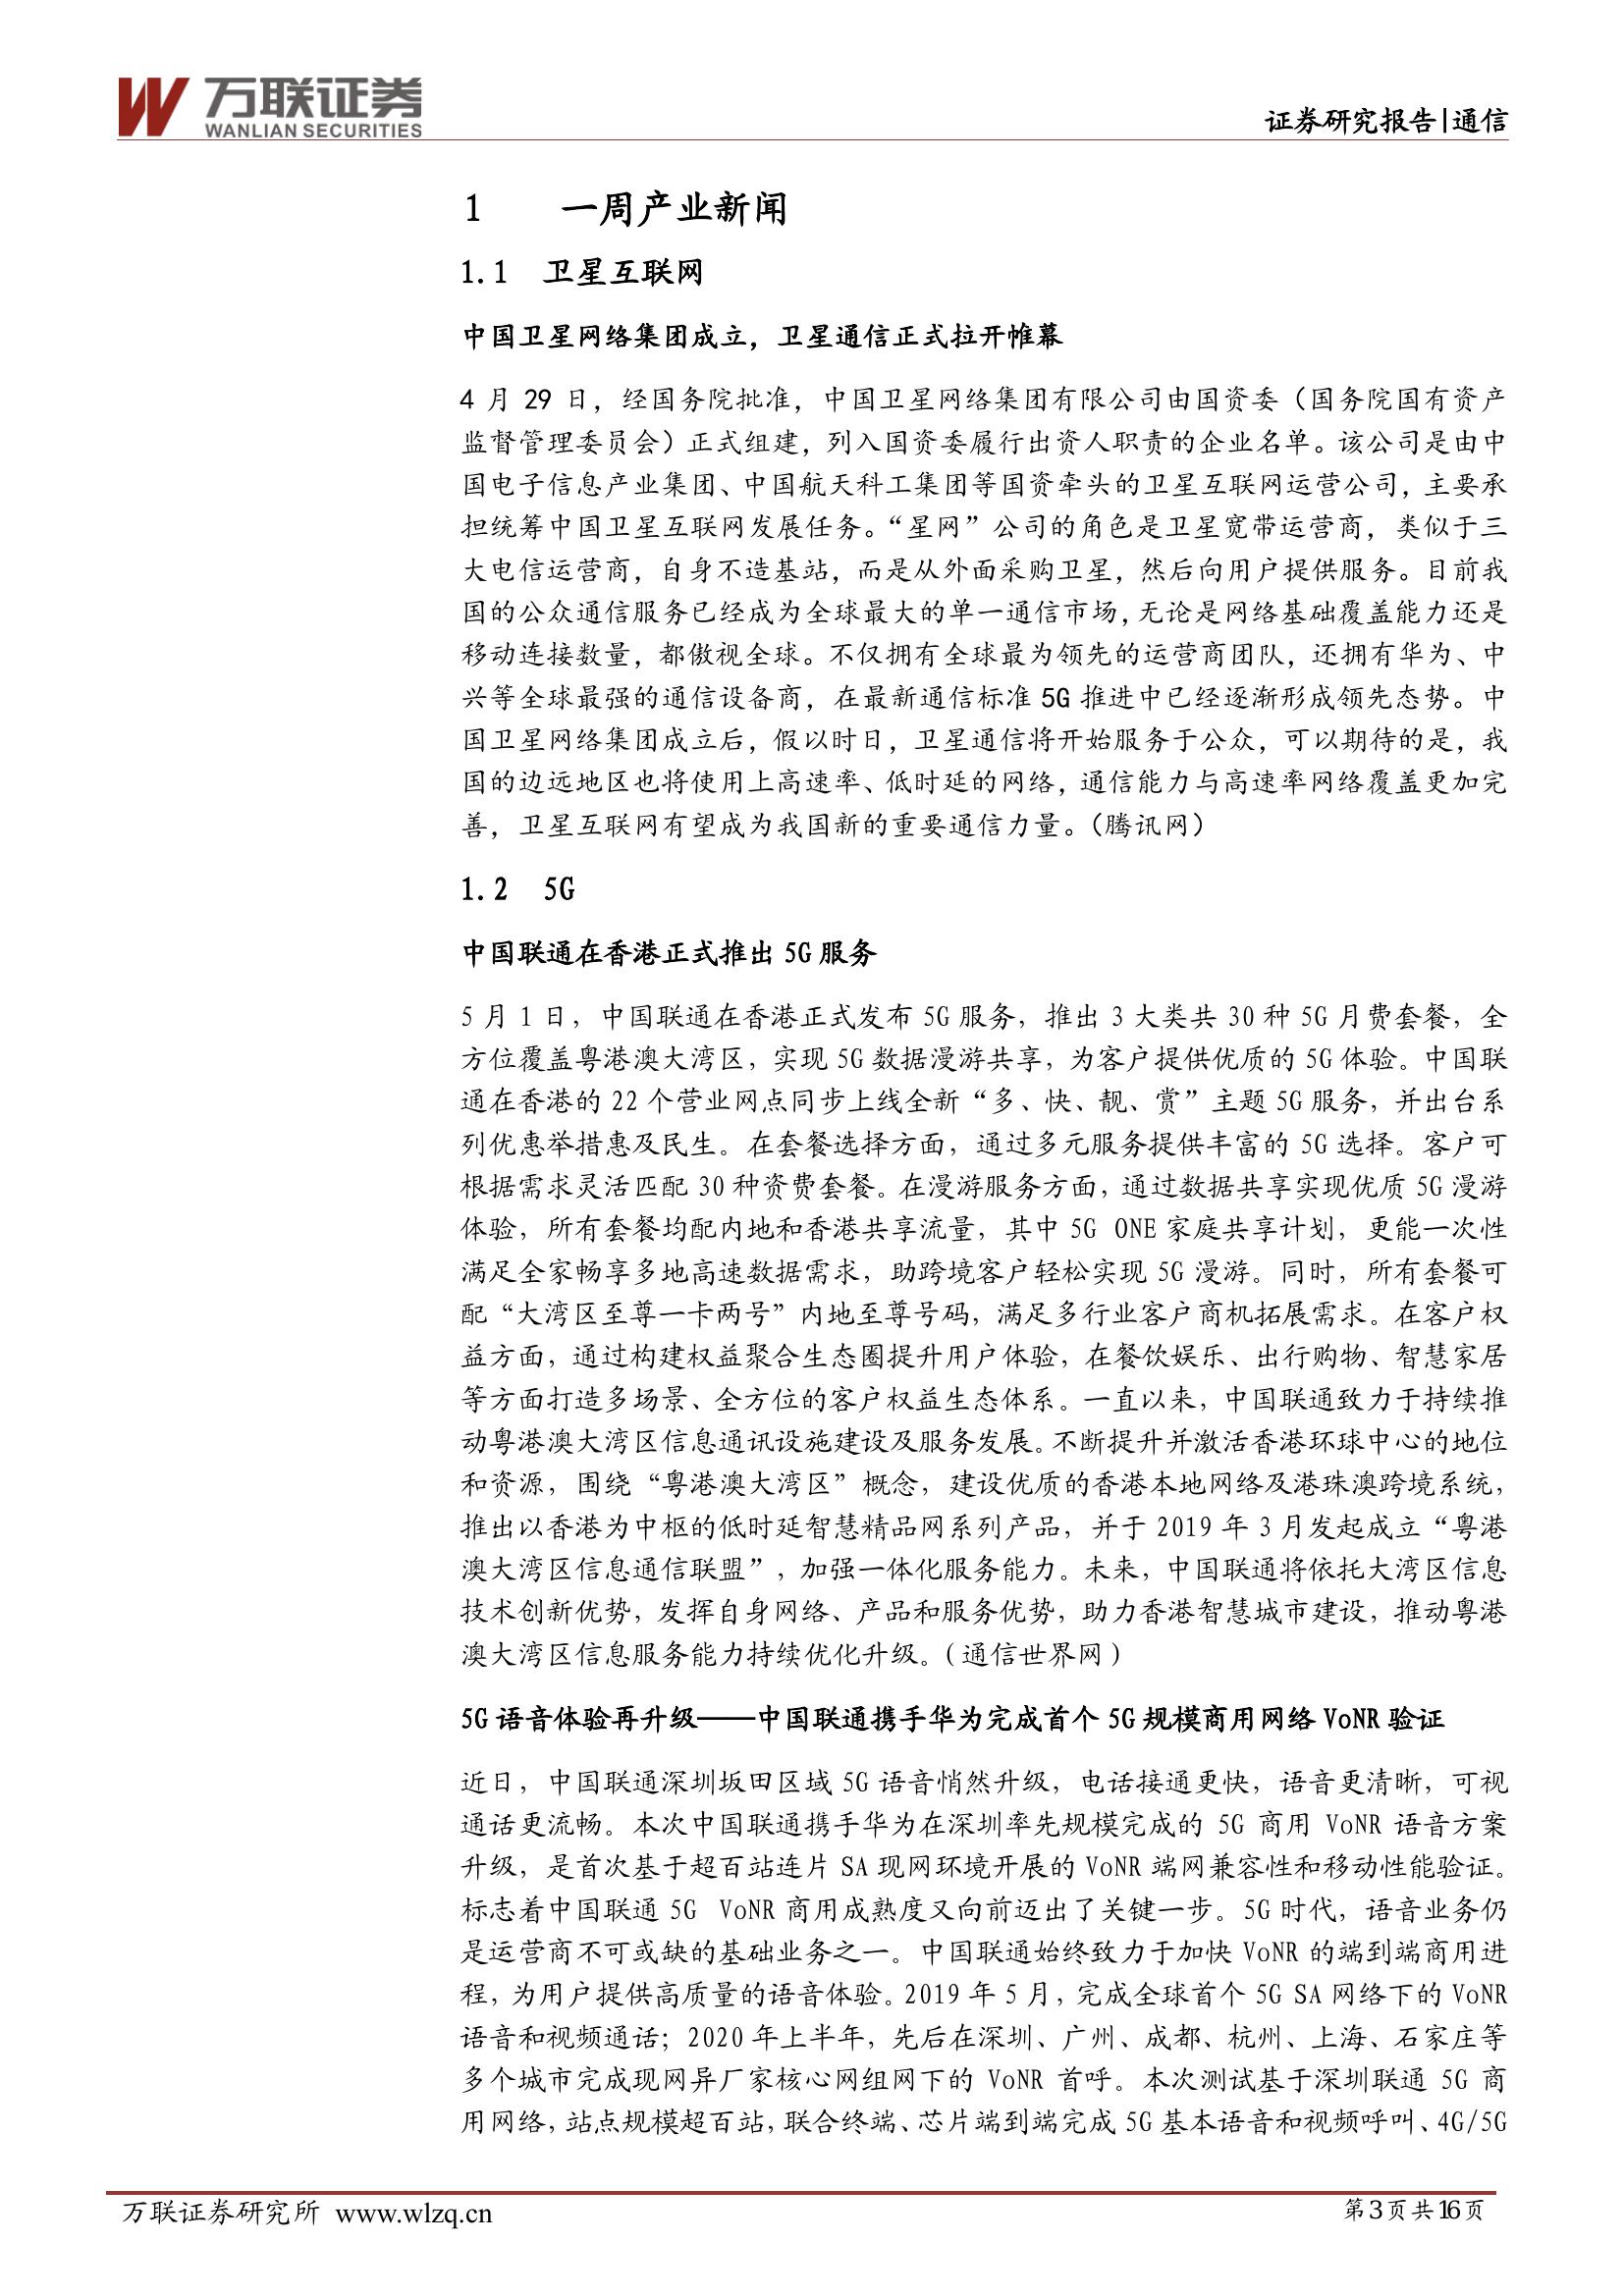 万联证券
WANLIAN SECURITIES
证券研究报告|通信
1 一周产业新闻
1.1 卫星互联网
中国卫星网络集团成立，卫星通信正式拉开帷幕
4 月 29 日，经国务院批准，中国卫星网络集团有限公司由国资委（国务院国有资产
监督管理委员会）正式组建，列入国资委履行出资人职责的企业名单。该公司是由中
国电子信息产业集团、中国航天科工集团等国资牵头的卫星互联网运营公司，主要承
担统筹中国卫星互联网发展任务。“星网”公司的角色是卫星宽带运营商，类似于三
大电信运营商，自身不造基站，而是从外面采购卫星，然后向用户提供服务。目前我
国的公众通信服务已经成为全球最大的单一通信市场，无论是网络基础覆盖能力还是
移动连接数量，都傲视全球。不仅拥有全球最为领先的运营商团队，还拥有华为、中
兴等全球最强的通信设备商，在最新通信标准 5G 推进中已经逐渐形成领先态势。中
国卫星网络集团成立后，假以时日，卫星通信将开始服务于公众，可以期待的是，我
国的边远地区也将使用上高速率、低时延的网络，通信能力与高速率网络覆盖更加完
善，卫星互联网有望成为我国新的重要通信力量。（腾讯网）
1.2 5G
中国联通在香港正式推出 5G 服务
5 月 1 日，中国联通在香港正式发布 5G 服务，推出 3 大类共 30 种 5G 月费套餐，全
方位覆盖粤港澳大湾区，实现 5G 数据漫游共享，为客户提供优质的 5G 体验。中国联
通在香港的 22 个营业网点同步上线全新“多、快、靓、赏”主题 5G 服务，并出台系
列优惠举措惠及民生。在套餐选择方面，通过多元服务提供丰富的 5G 选择。客户可
根据需求灵活匹配 30 种资费套餐。在漫游服务方面，通过数据共享实现优质 5G 漫游
体验，所有套餐均配内地和香港共享流量，其中 5G ONE 家庭共享计划，更能一次性
满足全家畅享多地高速数据需求，助跨境客户轻松实现 5G 漫游。同时，所有套餐可
配“大湾区至尊一卡两号”内地至尊号码，满足多行业客户商机拓展需求。在客户权
益方面，通过构建权益聚合生态圈提升用户体验，在餐饮娱乐、出行购物、智慧家居
等方面打造多场景、全方位的客户权益生态体系。一直以来，中国联通致力于持续推
动粤港澳大湾区信息通讯设施建设及服务发展。不断提升并激活香港环球中心的地位
和资源，围绕“粤港澳大湾区”概念，建设优质的香港本地网络及港珠澳跨境系统，
推出以香港为中枢的低时延智慧精品网系列产品，并于 2019 年 3 月发起成立“粤港
澳大湾区信息通信联盟”，加强一体化服务能力。未来，中国联通将依托大湾区信息
技术创新优势，发挥自身网络、产品和服务优势，助力香港智慧城市建设，推动粤港
澳大湾区信息服务能力持续优化升级。（通信世界网）
5G 语音体验再升级——中国联通携手华为完成首个 5G 规模商用网络 VoNR 验证
近日，中国联通深圳坂田区域 5G 语音悄然升级，电话接通更快，语音更清晰，可视
通话更流畅。本次中国联通携手华为在深圳率先规模完成的 5G 商用 VoNR 语音方案
升级，是首次基于超百站连片 SA 现网环境开展的 VoNR 端网兼容性和移动性能验证。
标志着中国联通 5G VoNR 商用成熟度又向前迈出了关键一步。5G 时代，语音业务仍
是运营商不可或缺的基础业务之一。中国联通始终致力于加快 VoNR 的端到端商用进
程，为用户提供高质量的语音体验。2019 年 5 月，完成全球首个 5G SA 网络下的 VoNR
语音和视频通话；2020 年上半年，先后在深圳、广州、成都、杭州、上海、石家庄等
多个城市完成现网异厂家核心网组网下的 VoNR 首呼。本次测试基于深圳联通 5G 商
用网络，站点规模超百站，联合终端、芯片端到端完成 5G 基本语音和视频呼叫、4G/5G
万联证券研究所 www.wlzq.cn
第 3 页 共 16 页